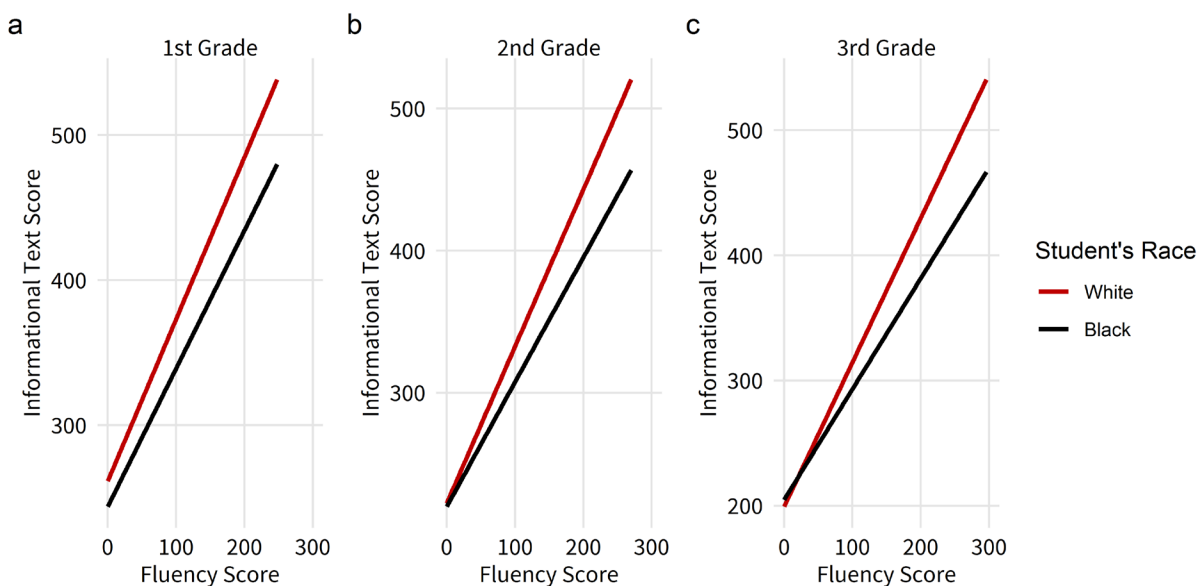 a
1st Grade
Informational Text Score
500
400
300
0 100 200 300
Fluency Score
b
2nd Grade
Informational Text Score
500
400
300
0 100 200 300
Fluency Score
c
3rd Grade
Informational Text Score
500
400
300
200
0 100 200 300
Fluency Score
Student's Race
White
Black